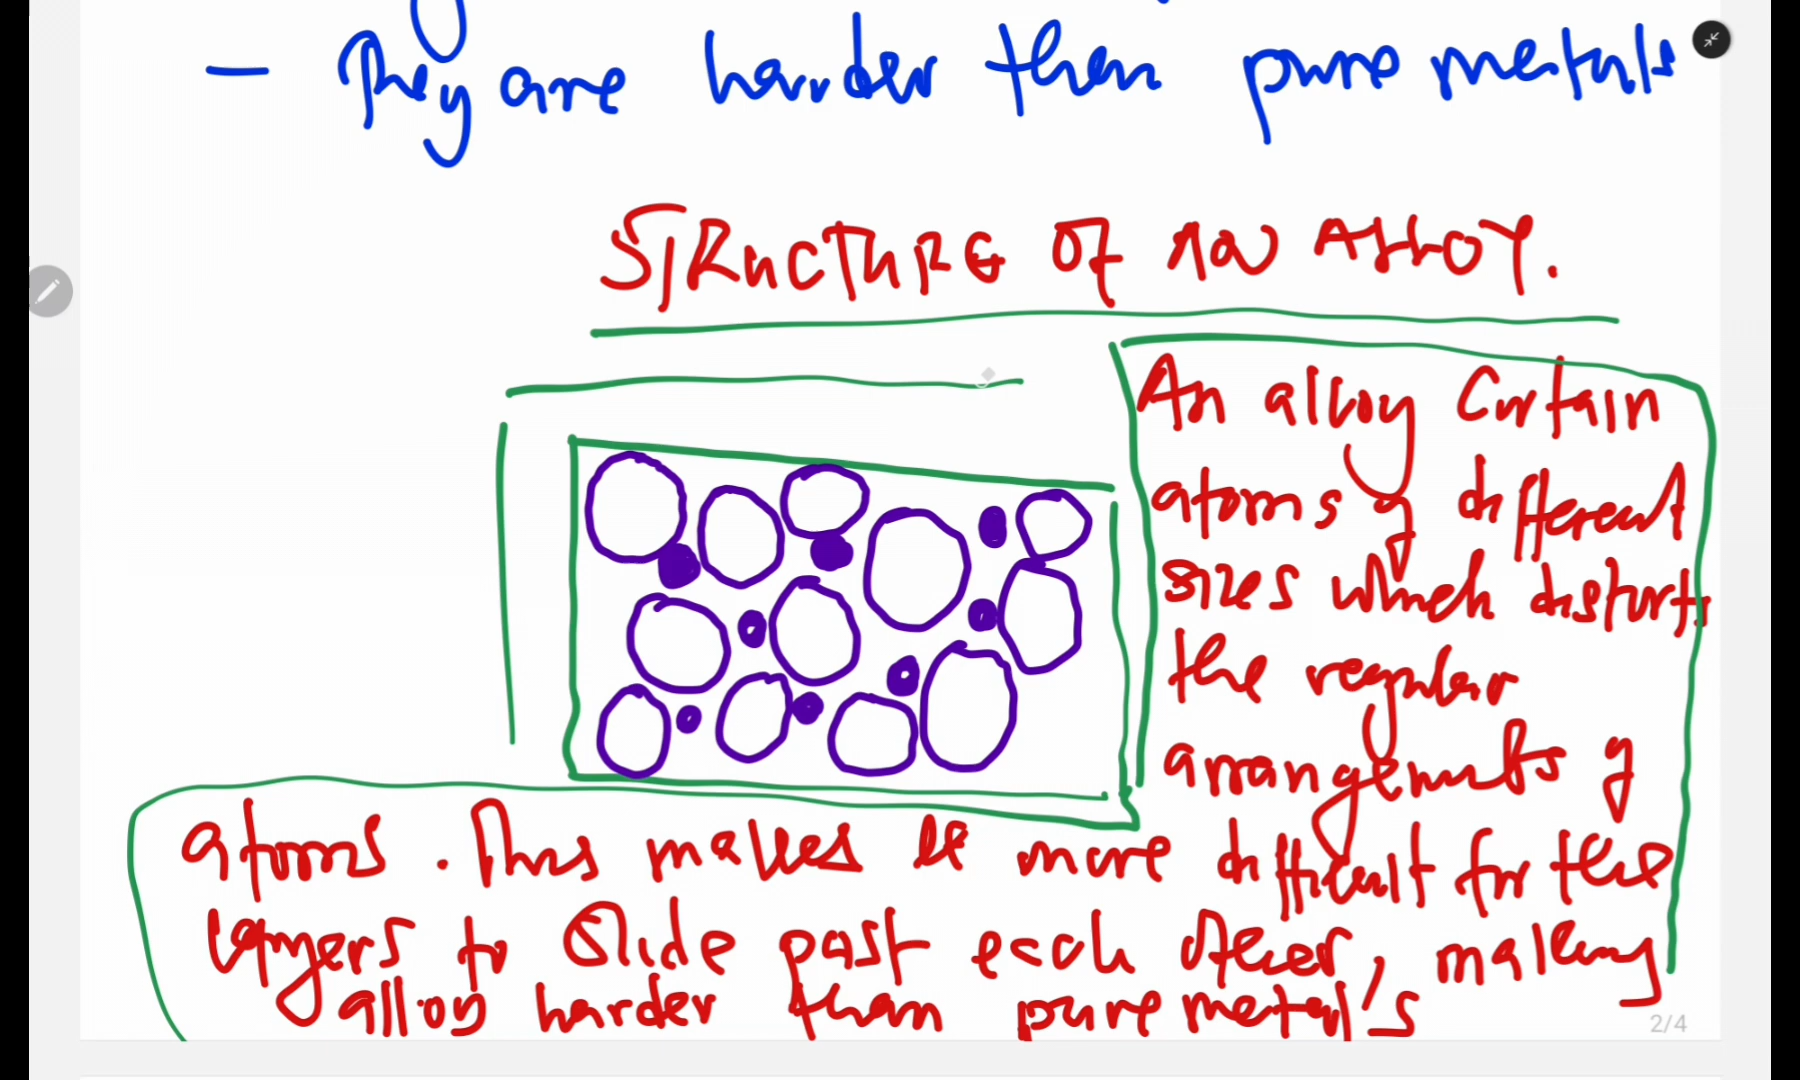 - They are harder than pure metals
STRUCTURE OF AN ALLOY.
An alloy contain
atoms of different
sizes which distorts
the regular
arrangements of
atoms. This makes it more difficult for the
layers to slide past each other, making
alloy harder than pure metal's
2/4